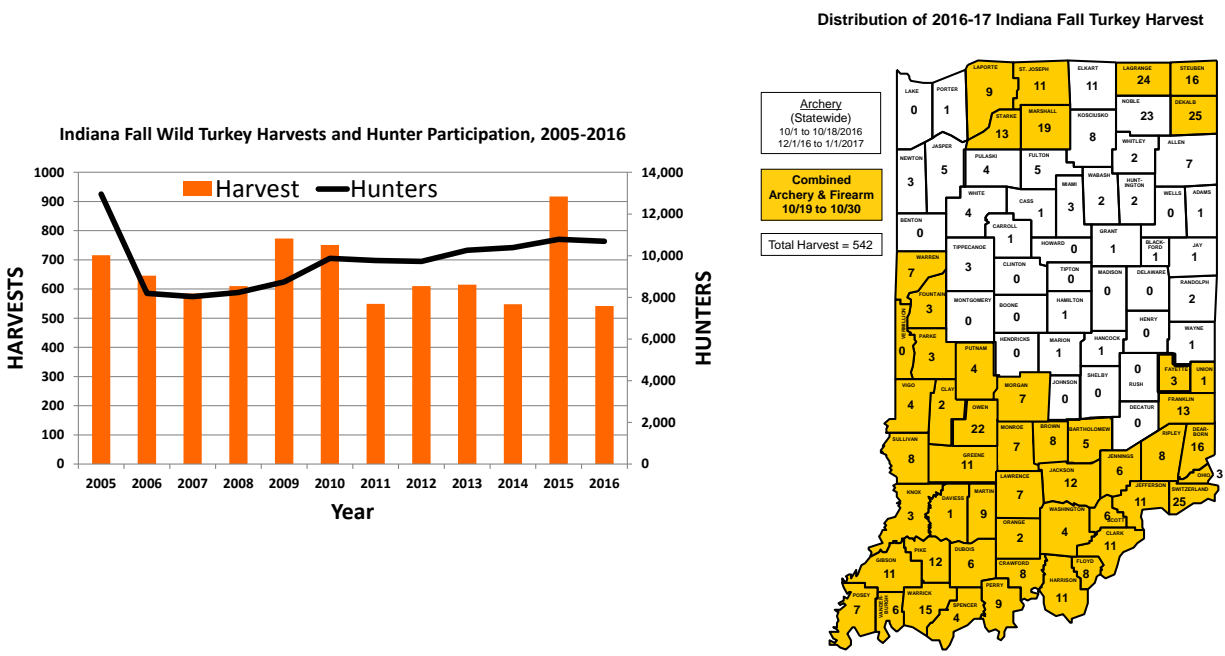 Distribution of 2016-17 Indiana Fall Turkey Harvest
Indiana Fall Wild Turkey Harvests and Hunter Participation, 2005-2016
Harvest
Hunters
1000
900
800
700
600
500
400
300
200
100
0
HARVESTS
14,000
12,000
10,000
8,000
6,000
4,000
2,000
0
HUNTERS
2005 2006 2007 2008 2009 2010 2011 2012 2013 2014 2015 2016
Year
Archery
(Statewide)
10/1 to 10/18/2016
12/1/16 to 1/1/2017
Combined
Archery & Firearm
10/19 to 10/30
Total Harvest = 542
LAKE
0
PORTER
1
LAPORTE
9
ST. JOSEPH
11
ELKART
11
LAGRANGE
24
STEUBEN
16
STARKE
13
MARSHALL
19
KOSCIUSKO
8
NOBLE
23
DEKALB
25
NEWTON
3
JASPER
5
PULASKI
4
FULTON
5
WHITLEY
2
ALLEN
7
WHITE
4
CASS
1
MIAMI
3
WABASH
2
HUNT-
INGTON
2
WELLS
0
ADAMS
1
BENTON
0
CARROLL
1
HOWARD 0
GRANT
1
BLACK-
FORD
1
JAY
1
WARREN
7
TIPPECANOE
3
CLINTON
0
TIPTON
0
MADISON
0
DELAWARE
0
RANDOLPH
2
FOUNTAIN
3
MONTGOMERY
0
BOONE
0
HAMILTON
1
HENRY
0
WAYNE
1
VERMILLION
0
PARKE
3
PUTNAM
4
HENDRICKS
0
MARION
1
HANCOCK
1
0
RUSH
FAYETTE
3
UNION
1
VIGO
4
CLAY
2
OWEN
22
MORGAN
7
JOHNSON
0
SHELBY
0
DECATUR
0
FRANKLIN
13
SULLIVAN
8
GREENE
11
MONROE
7
BROWN
8
BARTHOLOMEW
5
JENNINGS
6
RIPLEY
8
DEAR-
BORN
16
OHIO 3
KNOX
3
DAVIESS
1
MARTIN
9
LAWRENCE
7
JACKSON
12
JEFFERSON
11
SWITZERLAND
25
ORANGE
2
WASHINGTON
4
6
SCOTT
CLARK
11
GIBSON
11
PIKE
12
DUBOIS
6
CRAWFORD
8
FLOYD
8
HARRISON
11
POSEY
7
VANDER
BURGH
6
WARRICK
15
SPENCER
4
PERRY
9